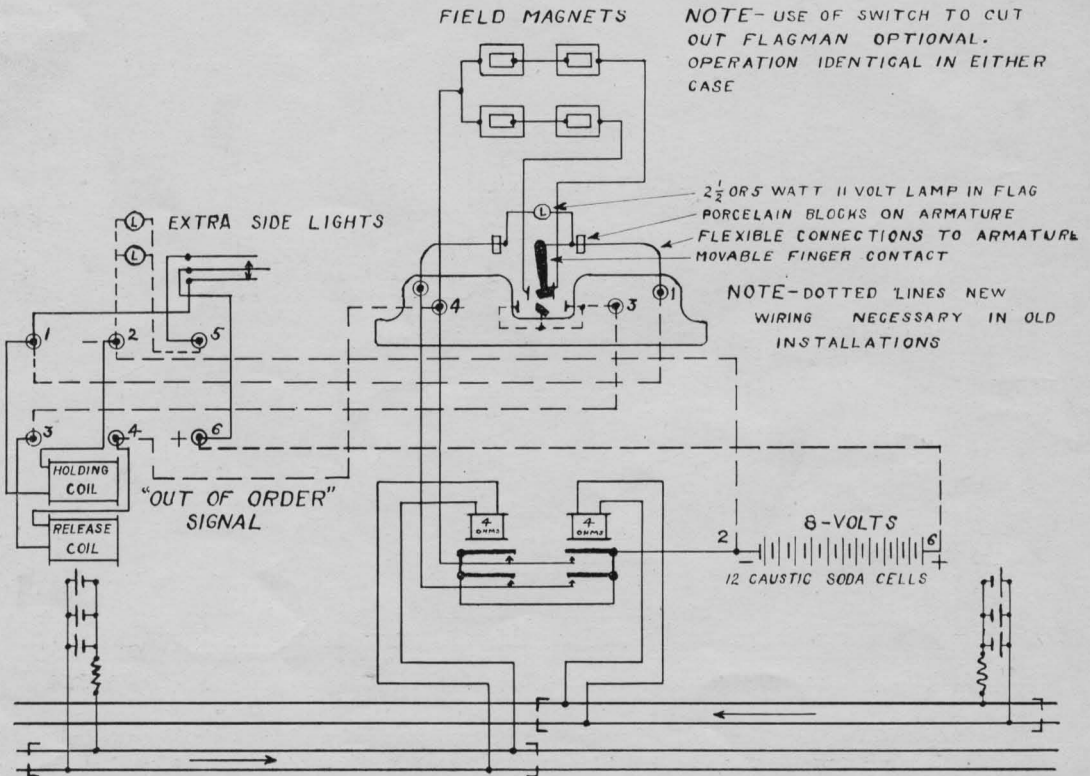 FIELD MAGNETS
NOTE- USE OF SWITCH TO CUT
OUT FLAGMAN OPTIONAL.
OPERATION IDENTICAL IN EITHER
CASE
2 1/2 OR 5 WATT 11 VOLT LAMP IN FLAG
PORCELAIN BLOCKS ON ARMATURE
FLEXIBLE CONNECTIONS TO ARMATURE
MOVABLE FINGER CONTACT
L
L
EXTRA SIDE LIGHTS
L
4
3
1
NOTE-DOTTED LINES NEW
WIRING NECESSARY IN OLD
INSTALLATIONS
1
2
5
3
4
+ 6
HOLDING
COIL
RELEASE
COIL
"OUT OF ORDER"
SIGNAL
4
OHMS
4
OHMS
2
8-VOLTS
6
- +
12 CAUSTIC SODA CELLS